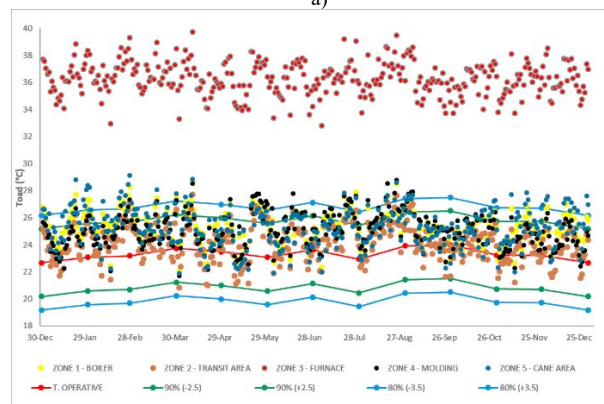 a)
40
38
36
34
32
30
28
26
24
22
20
18
Toad (°C)
30-Dec 29-Jan 28-Feb 30-Mar 29-Apr 29-May 28-Jun 28-Jul 27-Aug 26-Sep 26-Oct 25-Nov 25-Dec
ZONE 1 - BOILER ZONE 2 - TRANSIT AREA ZONE 3 - FURNACE ZONE 4 - MOLDING ZONE 5 - CANE AREA
T. OPERATIVE 90% (-2.5) 90% (+2.5) 80% (-3.5) 80% (+3.5)